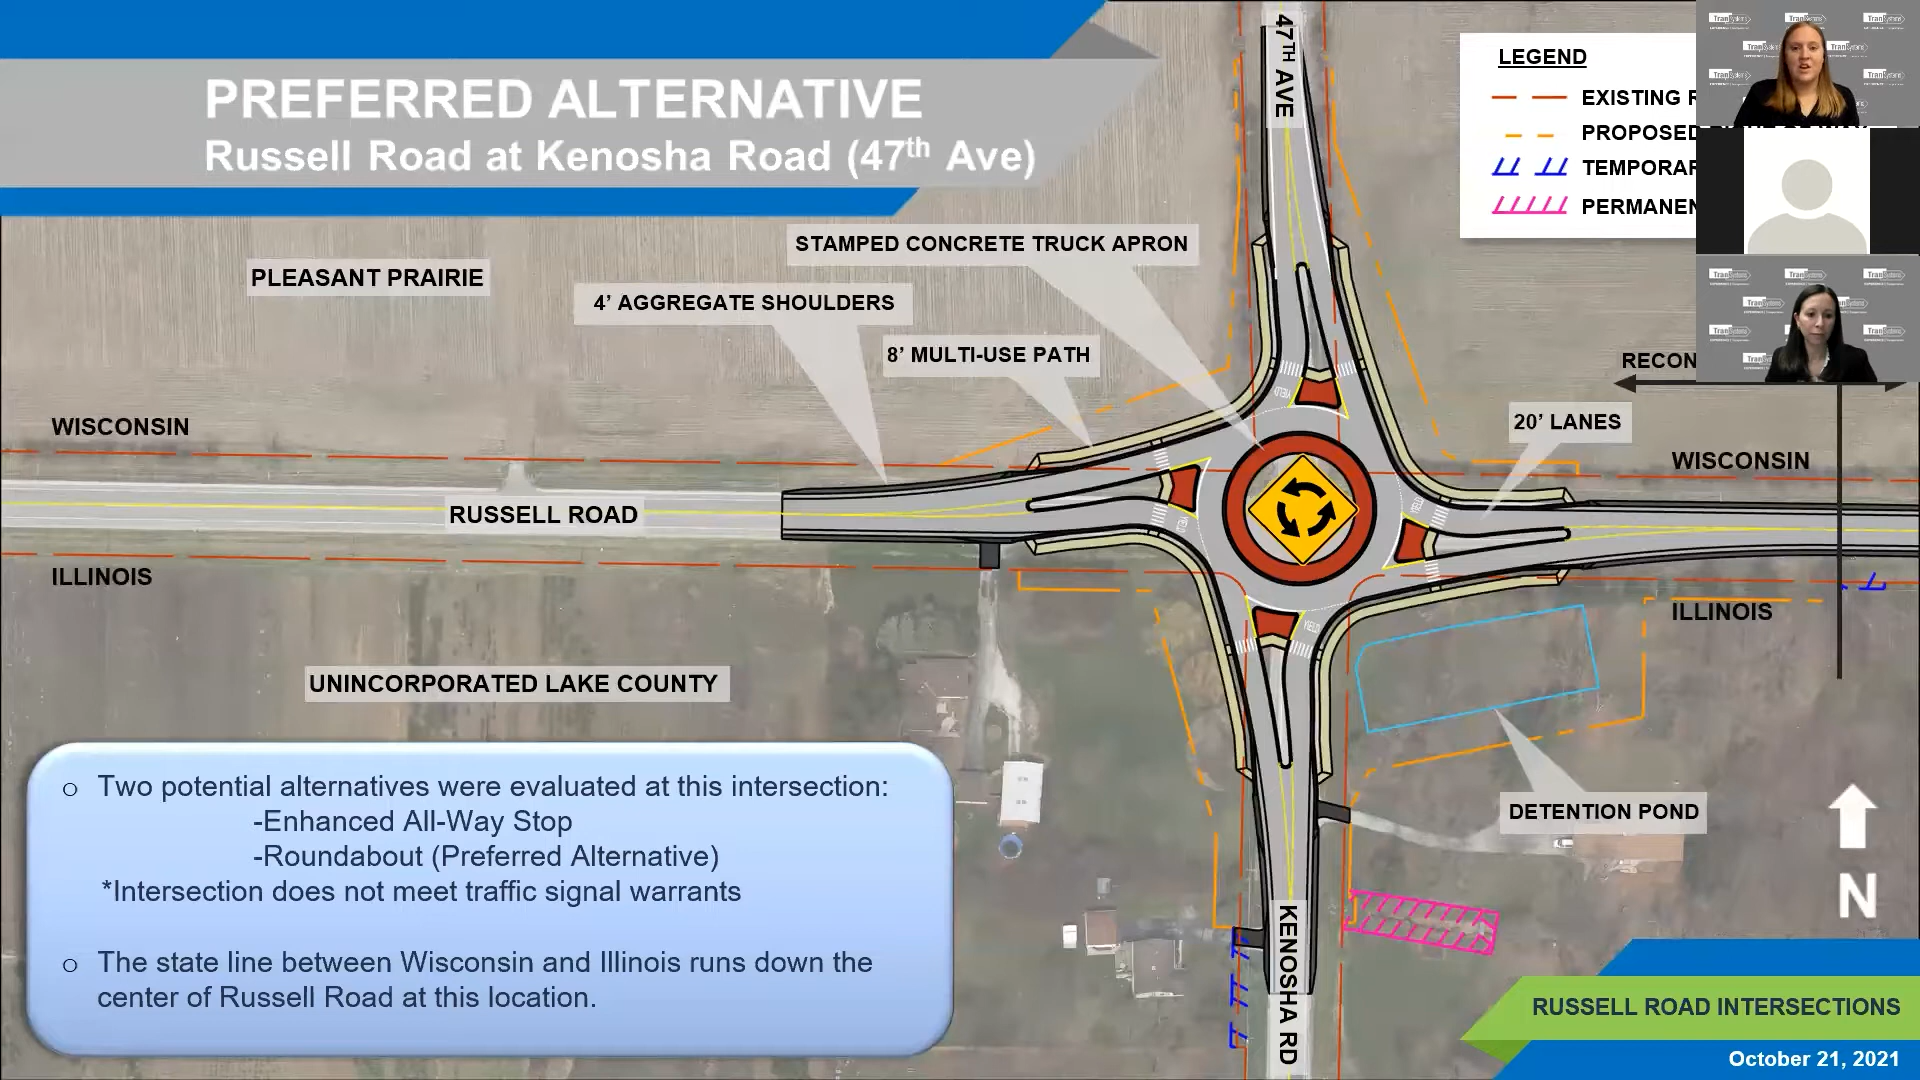 PREFERRED ALTERNATIVE
Russell Road at Kenosha Road (47th Ave)
47TH AVE
LEGEND
EXISTING R
PROPOSED
TEMPORAR
PERMANEN
STAMPED CONCRETE TRUCK APRON
PLEASANT PRAIRIE
4’ AGGREGATE SHOULDERS
8’ MULTI-USE PATH
RECON
20’ LANES
WISCONSIN
WISCONSIN
RUSSELL ROAD
ILLINOIS
ILLINOIS
YIELD
YIELD
YIELD
YIELD
UNINCORPORATED LAKE COUNTY
DETENTION POND
o Two potential alternatives were evaluated at this intersection:
-Enhanced All-Way Stop
-Roundabout (Preferred Alternative)
*Intersection does not meet traffic signal warrants
o The state line between Wisconsin and Illinois runs down the
center of Russell Road at this location.
KENOSHA RD
N
RUSSELL ROAD INTERSECTIONS
October 21, 2021